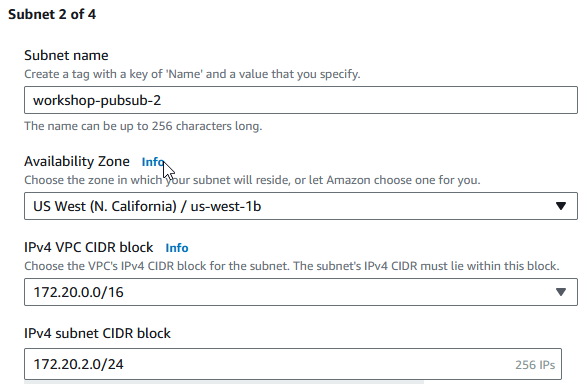 Subnet 2 of 4
Subnet name
Create a tag with a key of 'Name' and a value that you specify.
workshop-pubsub-2
The name can be up to 256 characters long.
Availability Zone Info
Choose the zone in which your subnet will reside, or let Amazon choose one for you.
US West (N. California) / us-west-1b
IPv4 VPC CIDR block Info
Choose the VPC's IPv4 CIDR block for the subnet. The subnet's IPv4 CIDR must lie within this block.
172.20.0.0/16
IPv4 subnet CIDR block
172.20.2.0/24 256 IPs